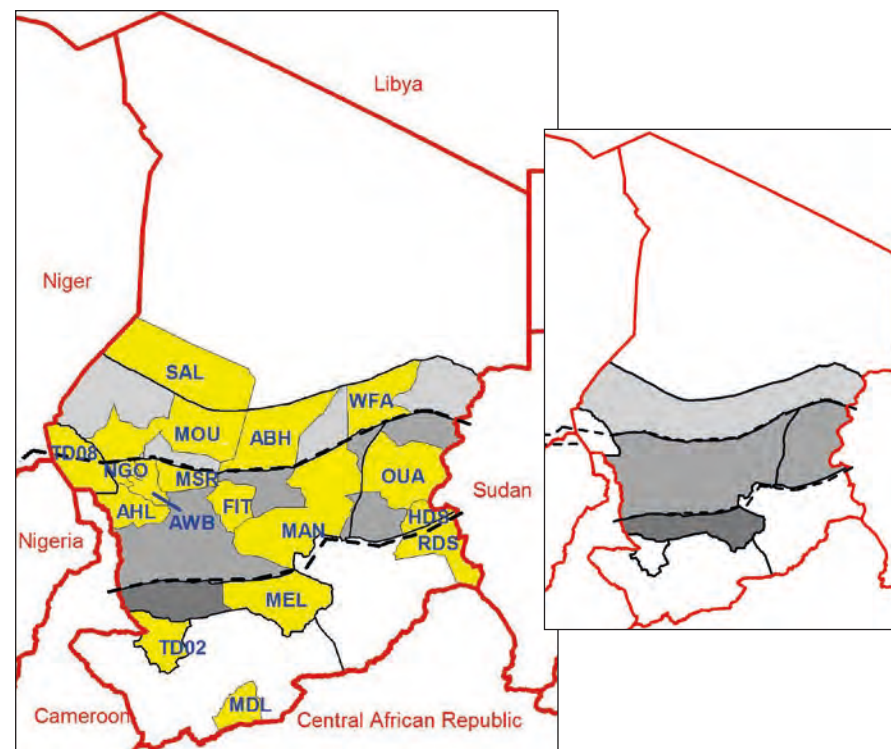 Libya
Niger
SAL
WFA
MOU
ABH
TD08
NGO
MSR
OUA
Sudan
AHL
AWB
FIT
HDS
Nigeria
MAN
RDS
MEL
TD02
MDL
Cameroon
Central African Republic